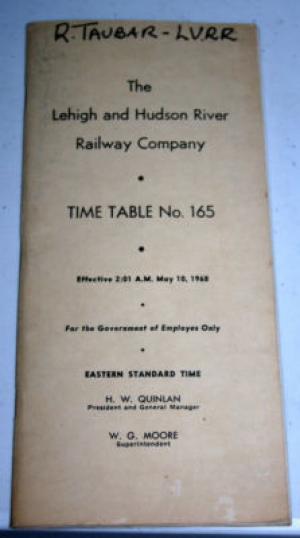 R. TAUBAR - L.V.R.R
The
Lehigh and Hudson River
Railway Company
•
TIME TABLE No. 165
•
Effective 2:01 A.M. May 10, 1968
•
For the Government of Employes Only
•
EASTERN STANDARD TIME
H. W. QUINLAN
President and General Manager
W. G. MOORE
Superintendent